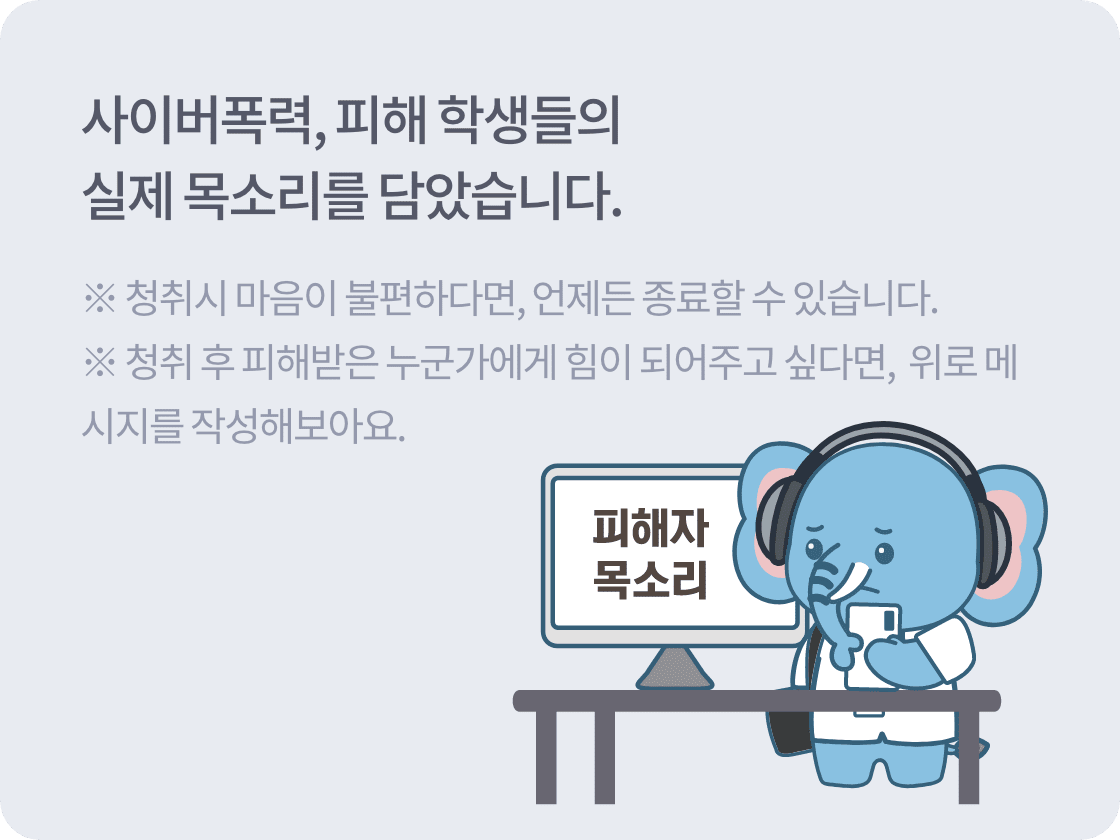 사이버폭력, 피해 학생들의
실제 목소리를 담았습니다.
※ 청취시 마음이 불편하다면, 언제든 종료할 수 있습니다.
※ 청취 후 피해받은 누군가에게 힘이 되어주고 싶다면, 위로 메
시지를 작성해보아요.
피해자
목소리